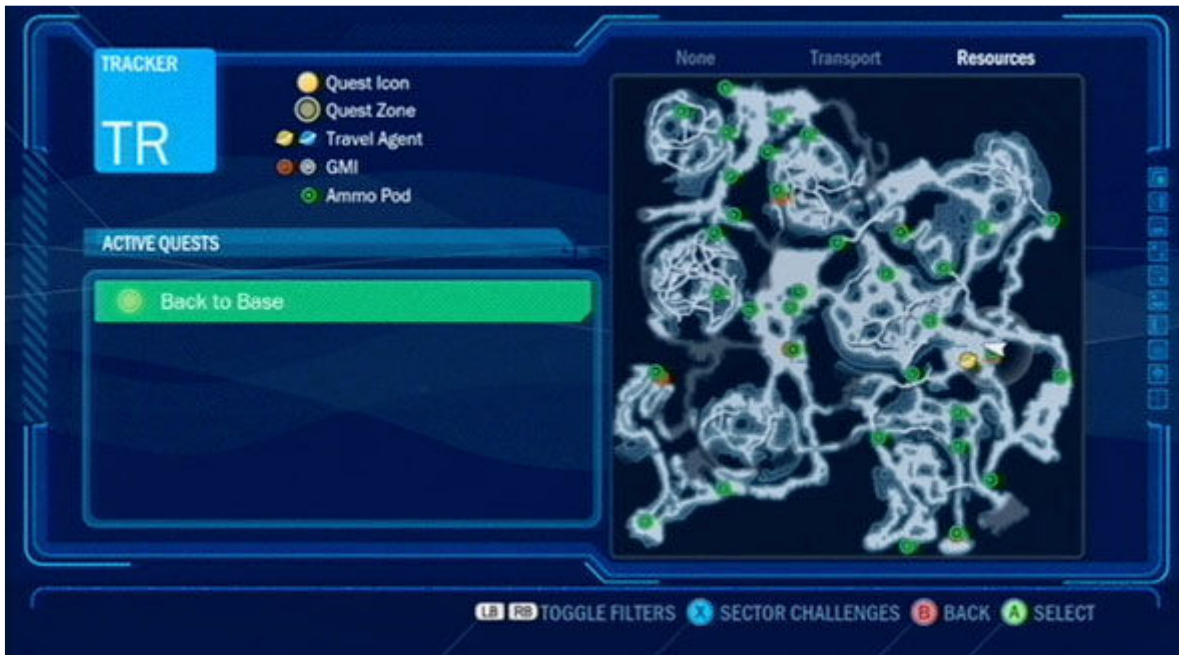 TRACKER
TR
Quest Icon
Quest Zone
Travel Agent
GMI
Ammo Pod
ACTIVE QUESTS
Back to Base
None Transport Resources
LB RB TOGGLE FILTERS X SECTOR CHALLENGES B BACK A SELECT